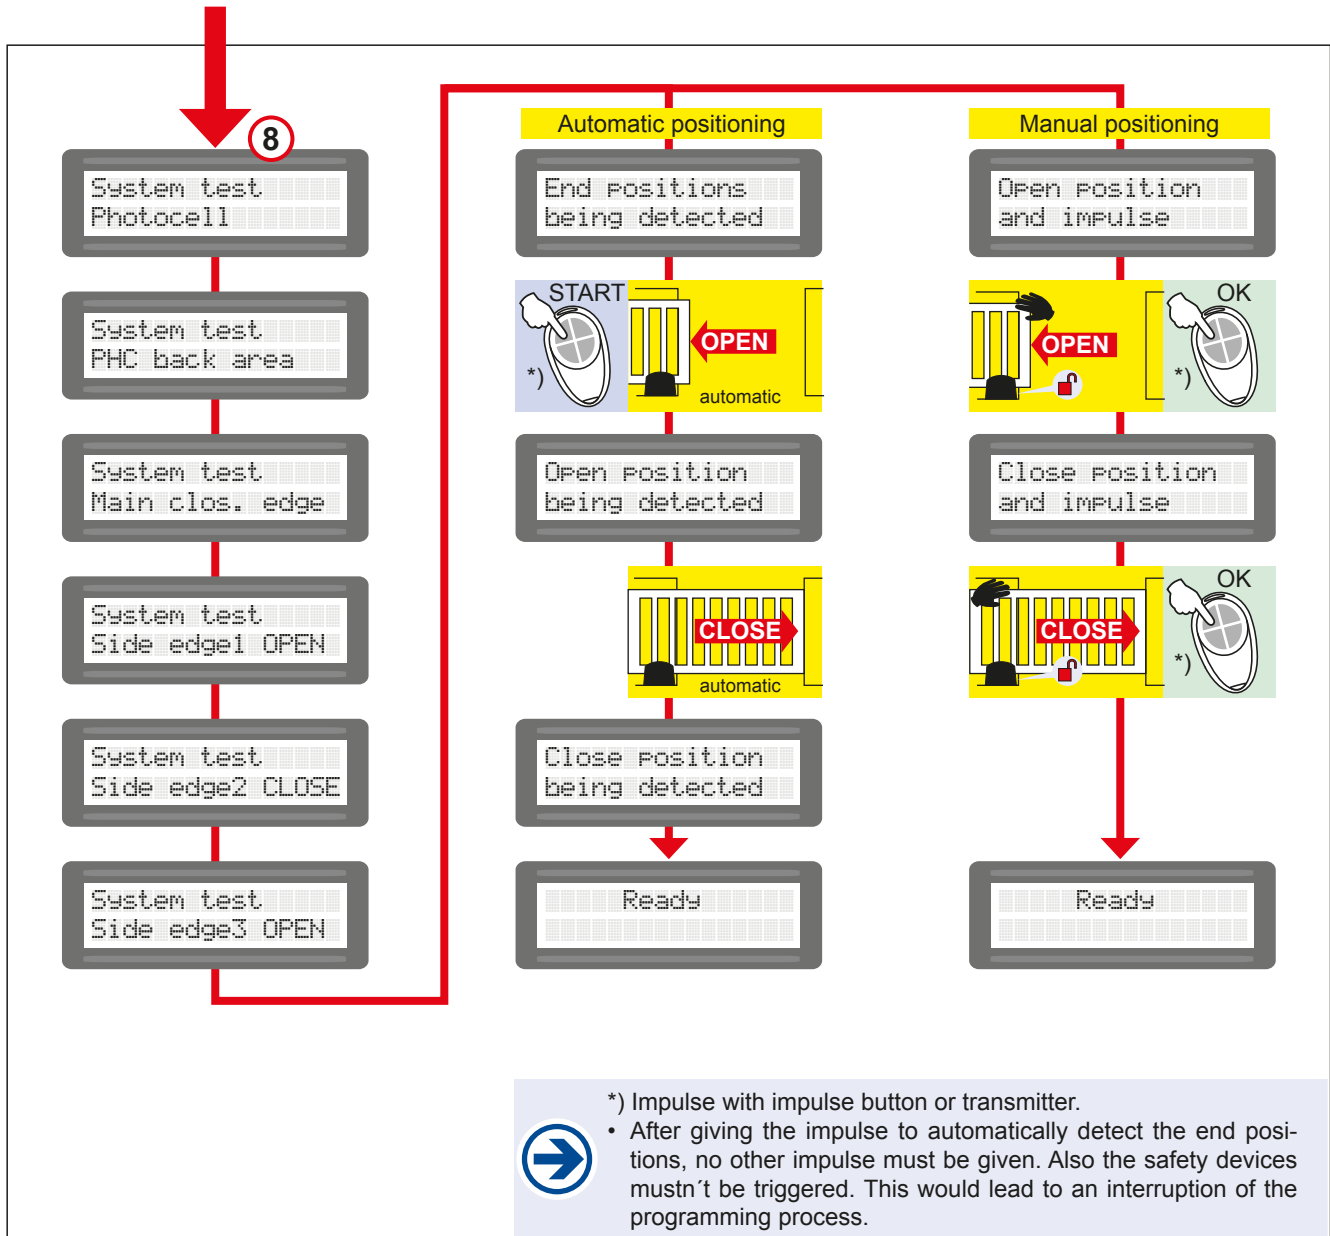 8
System test
Photocell
System test
PHC back area
System test
Main clos. edge
System test
Side edge1 OPEN
System test
Side edge2 CLOSE
System test
Side edge3 OPEN
Automatic positioning
End positions
being detected
START
*)
OPEN
automatic
Open position
being detected
CLOSE
automatic
Close position
being detected
Ready
Manual positioning
Open position
and impulse
OPEN
OK
*)
Close position
and impulse
CLOSE
OK
*)
Ready
*) Impulse with impulse button or transmitter.
• After giving the impulse to automatically detect the end posi-
tions, no other impulse must be given. Also the safety devices
mustn´t be triggered. This would lead to an interruption of the
programming process.